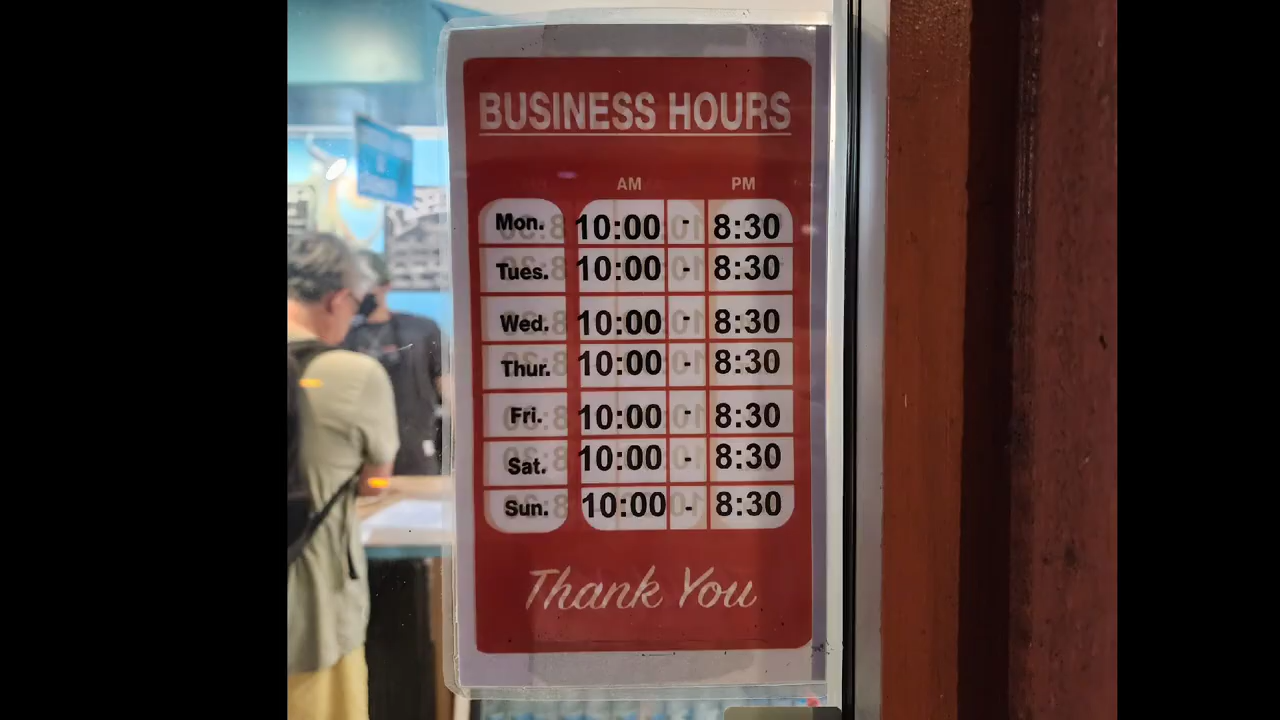 BUSINESS HOURS
AM PM
Mon. 10:00 - 8:30
Tues. 10:00 - 8:30
Wed. 10:00 - 8:30
Thur. 10:00 - 8:30
Fri. 10:00 - 8:30
Sat. 10:00 - 8:30
Sun. 10:00 - 8:30
Thank You